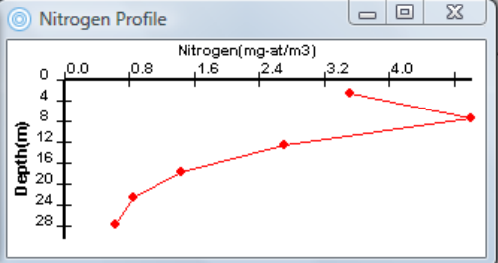 Nitrogen Profile
Nitrogen(mg-at/m3)
0.0 0.8 1.6 2.4 3.2 4.0
0
4
8
12
16
20
24
28
Depth(m)